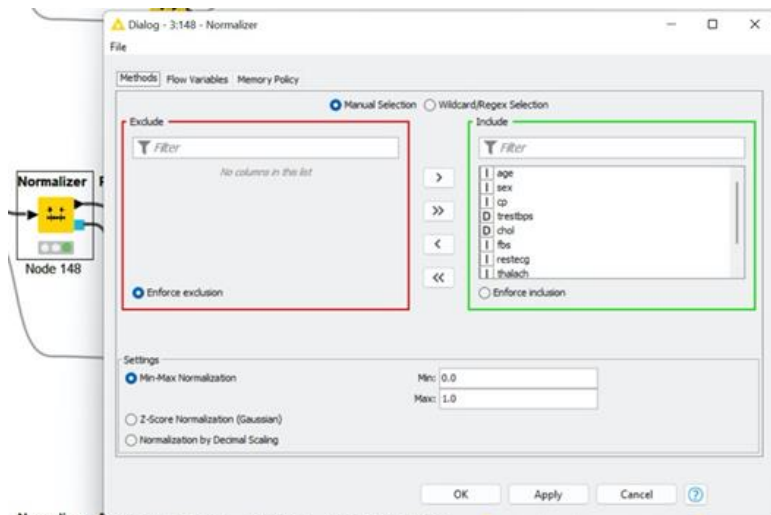 Dialog - 3:148 - Normalizer
File
Methods Flow Variables Memory Policy
Manual Selection Wildcard/Regex Selection
Exclude
Include
Filter
Filter
No columns in this list
I age
I sex
I cp
D trestbps
D chol
I fbs
I restecg
I thalach
>
>>
<
<<
Enforce exclusion
Enforce inclusion
Normalizer
Node 148
Settings
Min-Max Normalization
Min: 0.0
Max: 1.0
Z-Score Normalization (Gaussian)
Normalization by Decimal Scaling
OK Apply Cancel ?